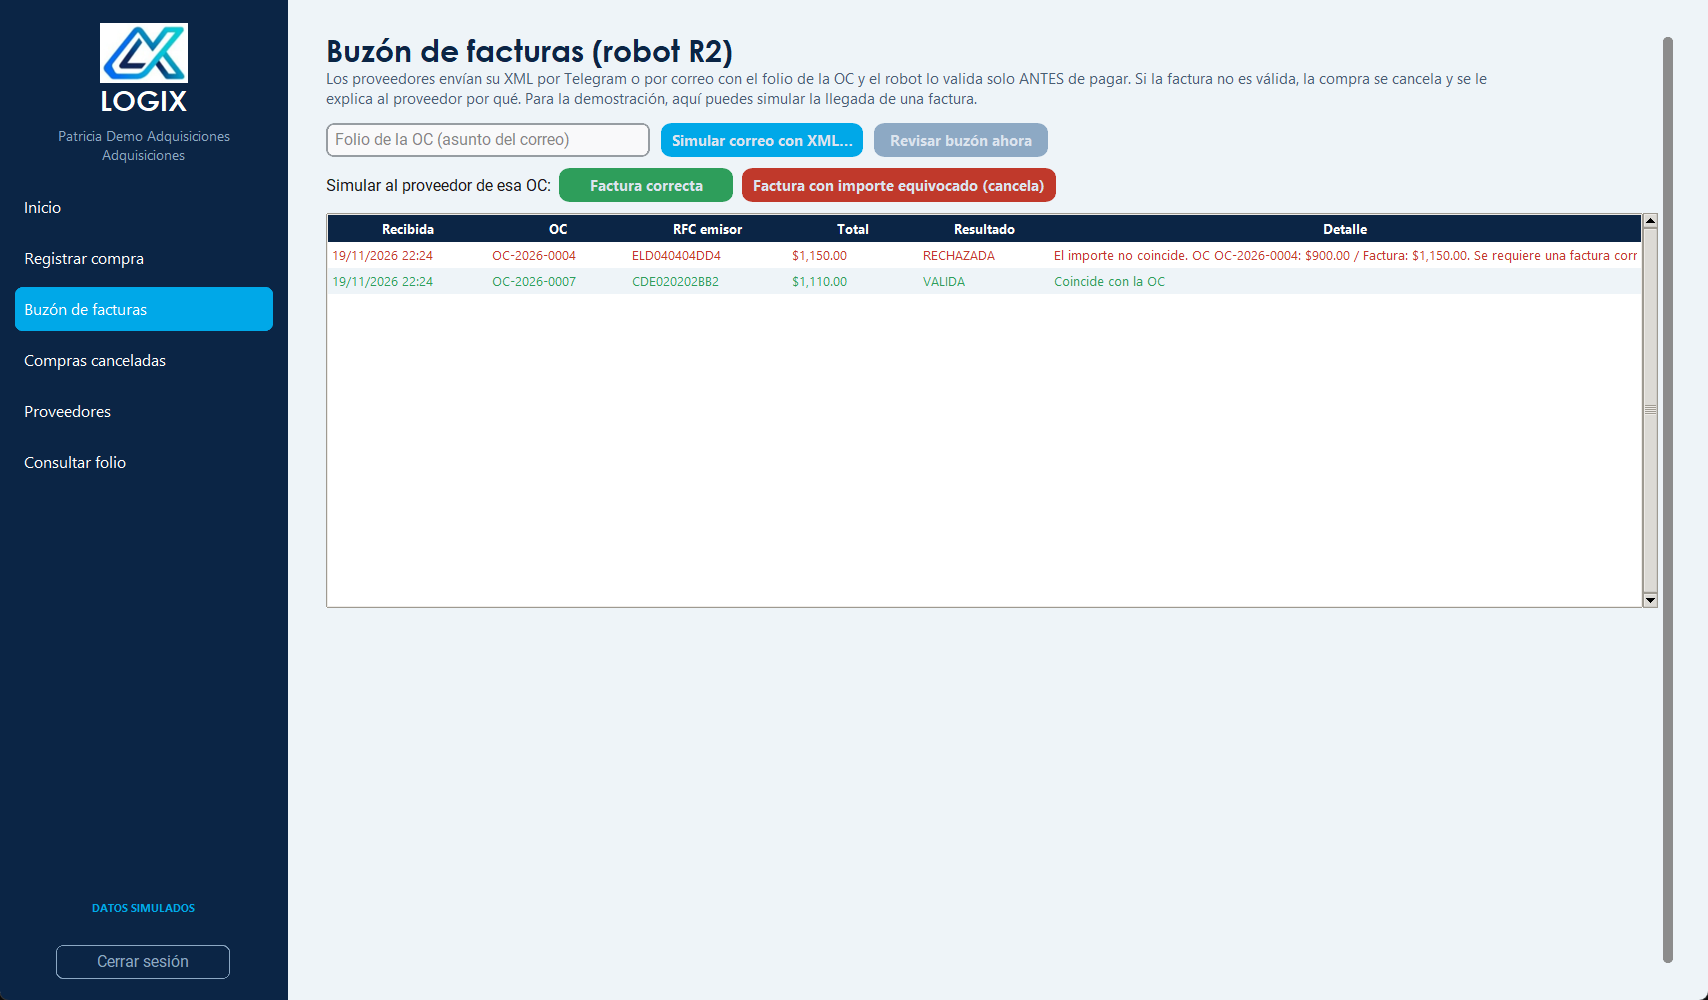 LOGIX
Patricia Demo Adquisiciones
Adquisiciones
Inicio
Registrar compra
Buzón de facturas
Compras canceladas
Proveedores
Consultar folio
DATOS SIMULADOS
Cerrar sesión
Buzón de facturas (robot R2)
Los proveedores envían su XML por Telegram o por correo con el folio de la OC y el robot lo valida solo ANTES de pagar. Si la factura no es válida, la compra se cancela y se le
explica al proveedor por qué. Para la demostración, aquí puedes simular la llegada de una factura.
Folio de la OC (asunto del correo) Simular correo con XML... Revisar buzón ahora
Simular al proveedor de esa OC: Factura correcta Factura con importe equivocado (cancela)
Recibida OC RFC emisor Total Resultado Detalle
19/11/2026 22:24 OC-2026-0004 ELD040404DD4 $1,150.00 RECHAZADA El importe no coincide. OC OC-2026-0004: $900.00 / Factura: $1,150.00. Se requiere una factura corr
19/11/2026 22:24 OC-2026-0007 CDE020202BB2 $1,110.00 VALIDA Coincide con la OC